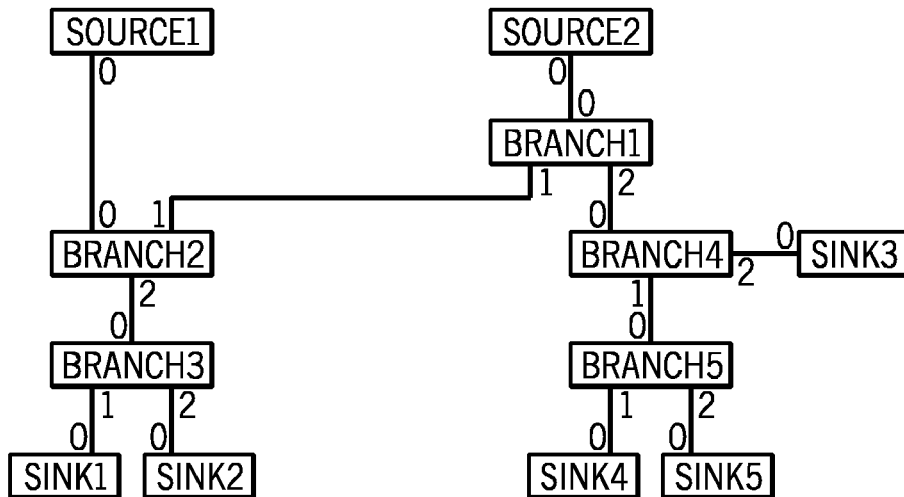 SOURCE1 SOURCE2
0 0
0
BRANCH1
1 2
0 1 0 0
BRANCH2 BRANCH4 SINK3
2 1 2
0 0
BRANCH3 BRANCH5
1 2 1 2
0 0 0 0
SINK1 SINK2 SINK4 SINK5